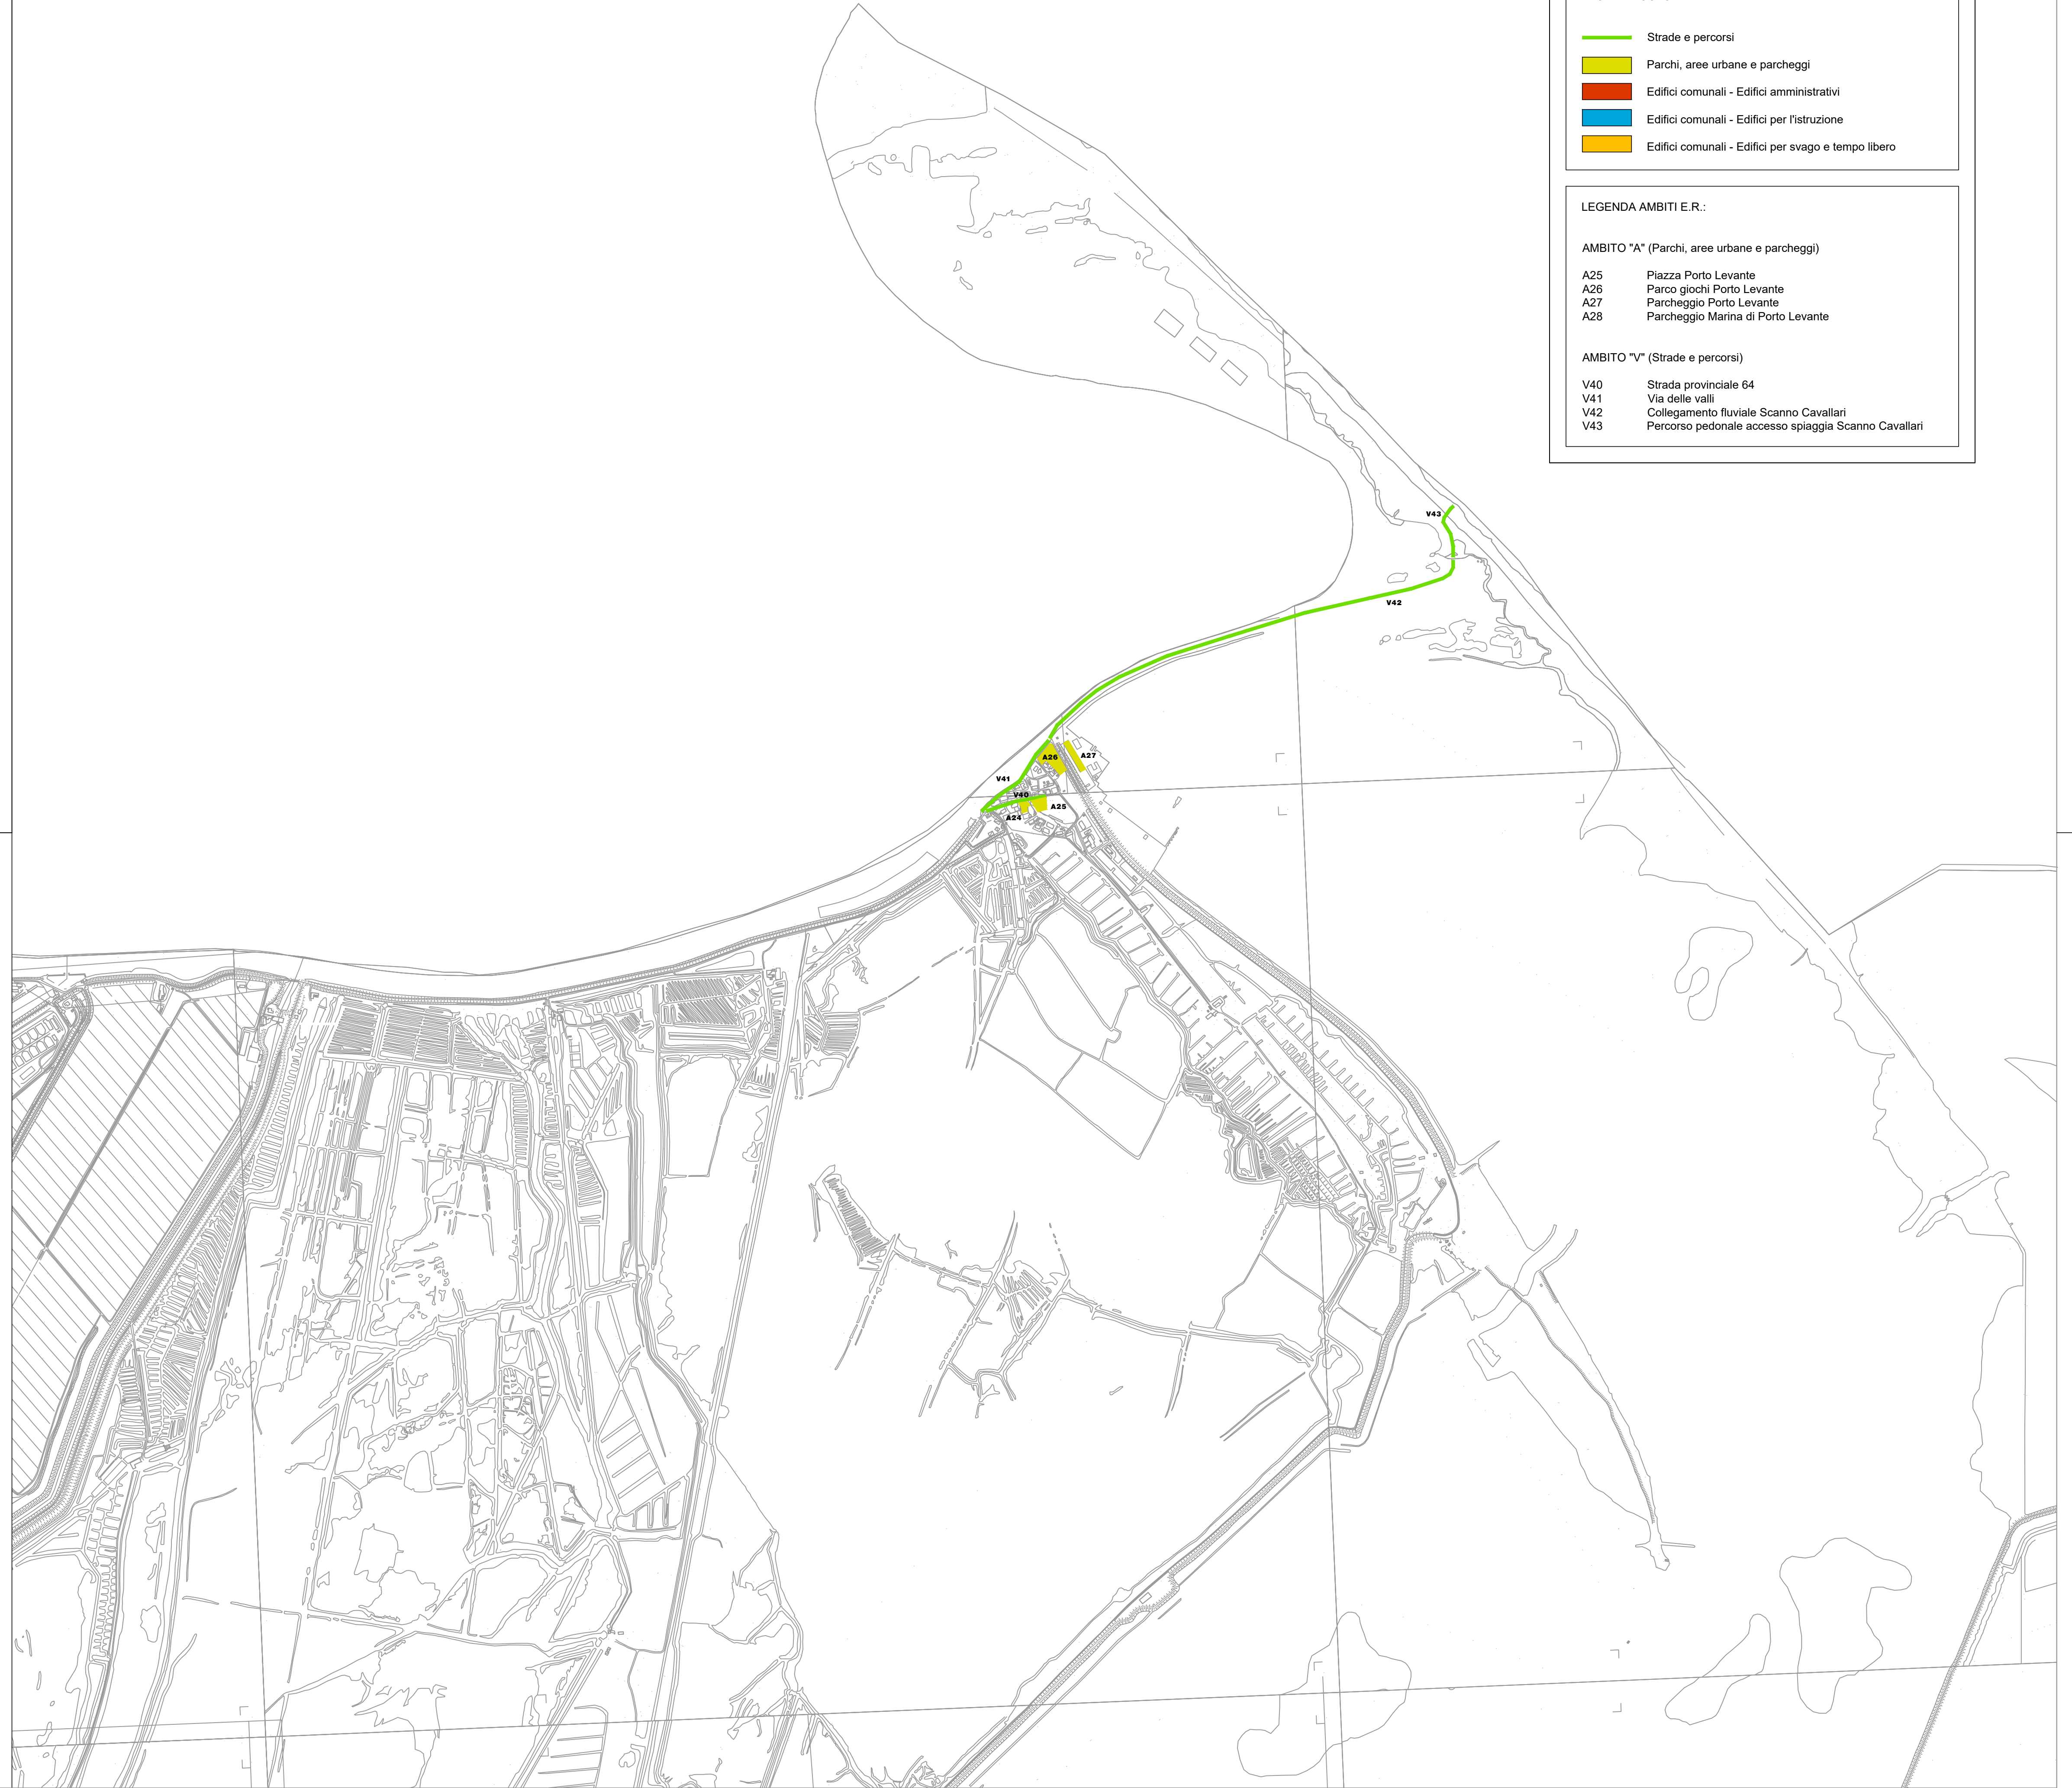 Strade e percorsi
Parchi, aree urbane e parcheggi
Edifici comunali - Edifici amministrativi
Edifici comunali - Edifici per l'istruzione
Edifici comunali - Edifici per svago e tempo libero
LEGENDA AMBITI E.R.:
AMBITO "A" (Parchi, aree urbane e parcheggi)
A25 Piazza Porto Levante
A26 Parco giochi Porto Levante
A27 Parcheggio Porto Levante
A28 Parcheggio Marina di Porto Levante
AMBITO "V" (Strade e percorsi)
V40 Strada provinciale 64
V41 Via delle valli
V42 Collegamento fluviale Scanno Cavallari
V43 Percorso pedonale accesso spiaggia Scanno Cavallari
V43
V42
A26
A27
V41
V40
A25
A24